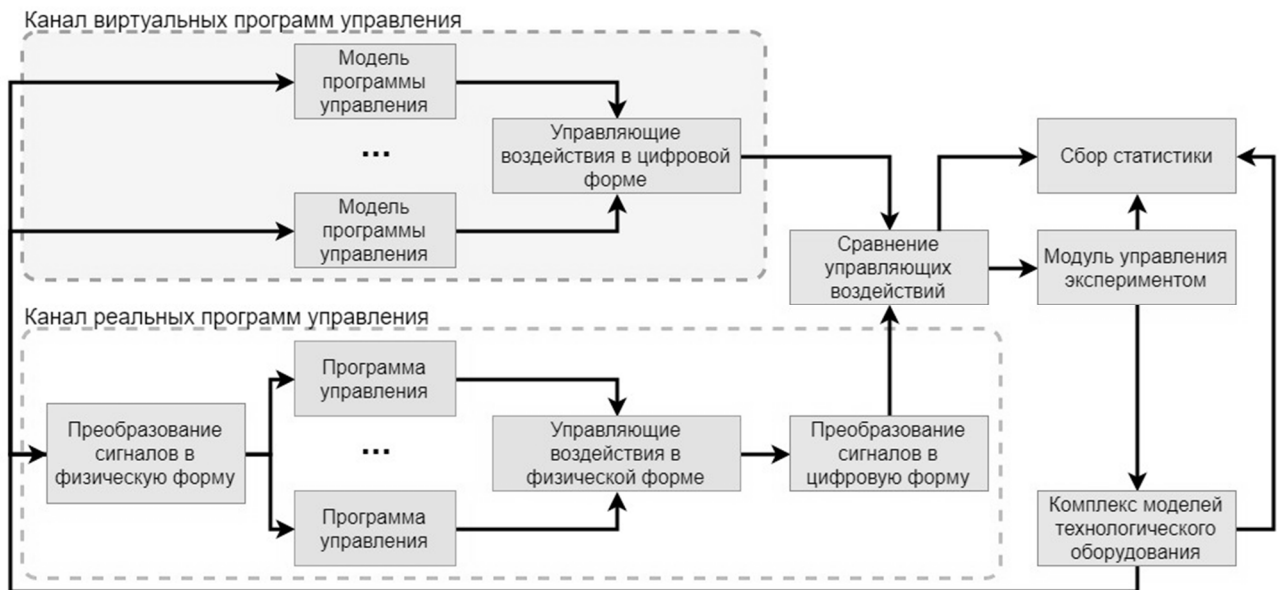 Канал виртуальных программ управления
Модель
программы
управления
...
Модель
программы
управления
Управляющие
воздействия в цифровой
форме
Сравнение
управляющих
воздействий
Сбор статистики
Модуль управления
экспериментом
Канал реальных программ управления
Преобразование
сигналов в
физическую форму
Программа
управления
...
Программа
управления
Управляющие
воздействия в
физической форме
Преобразование
сигналов в
цифровую форму
Комплекс моделей
технологического
оборудования